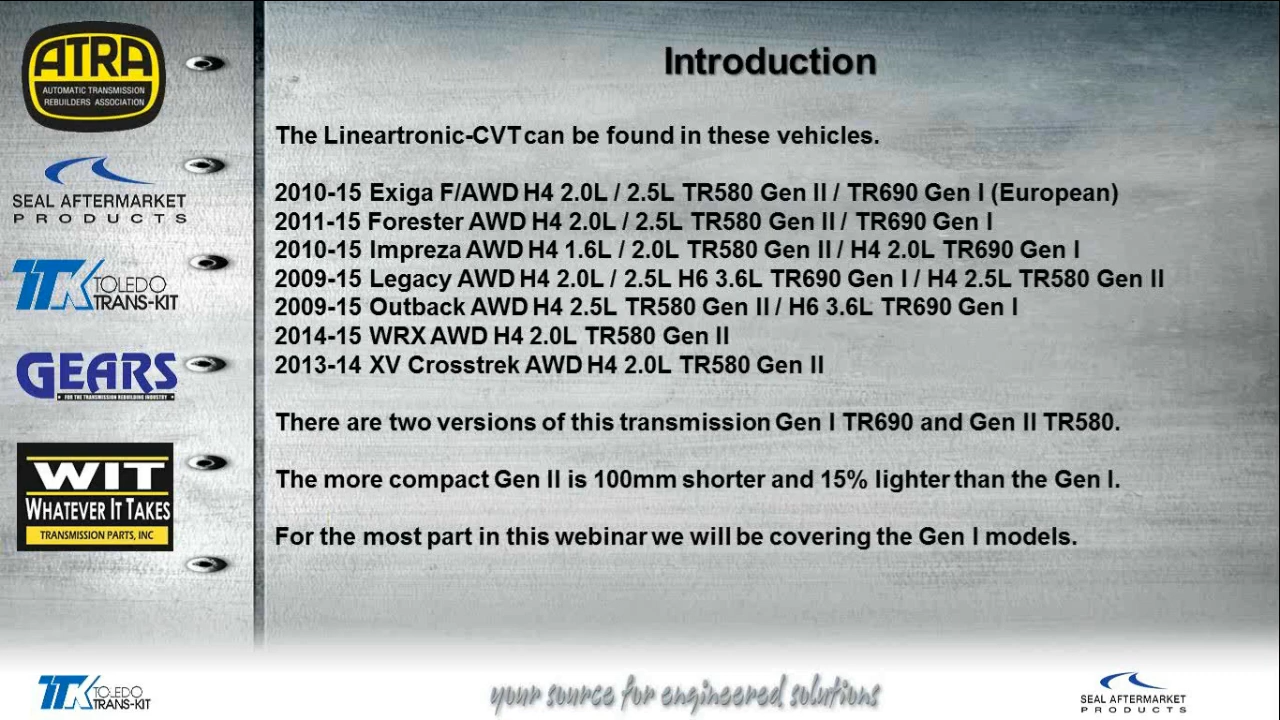 ATRA
AUTOMATIC TRANSMISSION
REBUILDERS ASSOCIATION
SEAL AFTERMARKET
PRODUCTS
TTK TOLEDO
TRANS-KIT
GEARS
FOR THE TRANSMISSION REBUILDING INDUSTRY
WIT
WHATEVER IT TAKES
TRANSMISSION PARTS, INC
Introduction
The Lineartronic-CVT can be found in these vehicles.
2010-15 Exiga F/AWD H4 2.0L / 2.5L TR580 Gen II / TR690 Gen I (European)
2011-15 Forester AWD H4 2.0L / 2.5L TR580 Gen II / TR690 Gen I
2010-15 Impreza AWD H4 1.6L / 2.0L TR580 Gen II / H4 2.0L TR690 Gen I
2009-15 Legacy AWD H4 2.0L / 2.5L H6 3.6L TR690 Gen I / H4 2.5L TR580 Gen II
2009-15 Outback AWD H4 2.5L TR580 Gen II / H6 3.6L TR690 Gen I
2014-15 WRX AWD H4 2.0L TR580 Gen II
2013-14 XV Crosstrek AWD H4 2.0L TR580 Gen II
There are two versions of this transmission Gen I TR690 and Gen II TR580.
The more compact Gen II is 100mm shorter and 15% lighter than the Gen I.
For the most part in this webinar we will be covering the Gen I models.
TTK TOLEDO
TRANS-KIT
your source for engineered solutions
SEAL AFTERMARKET
PRODUCTS